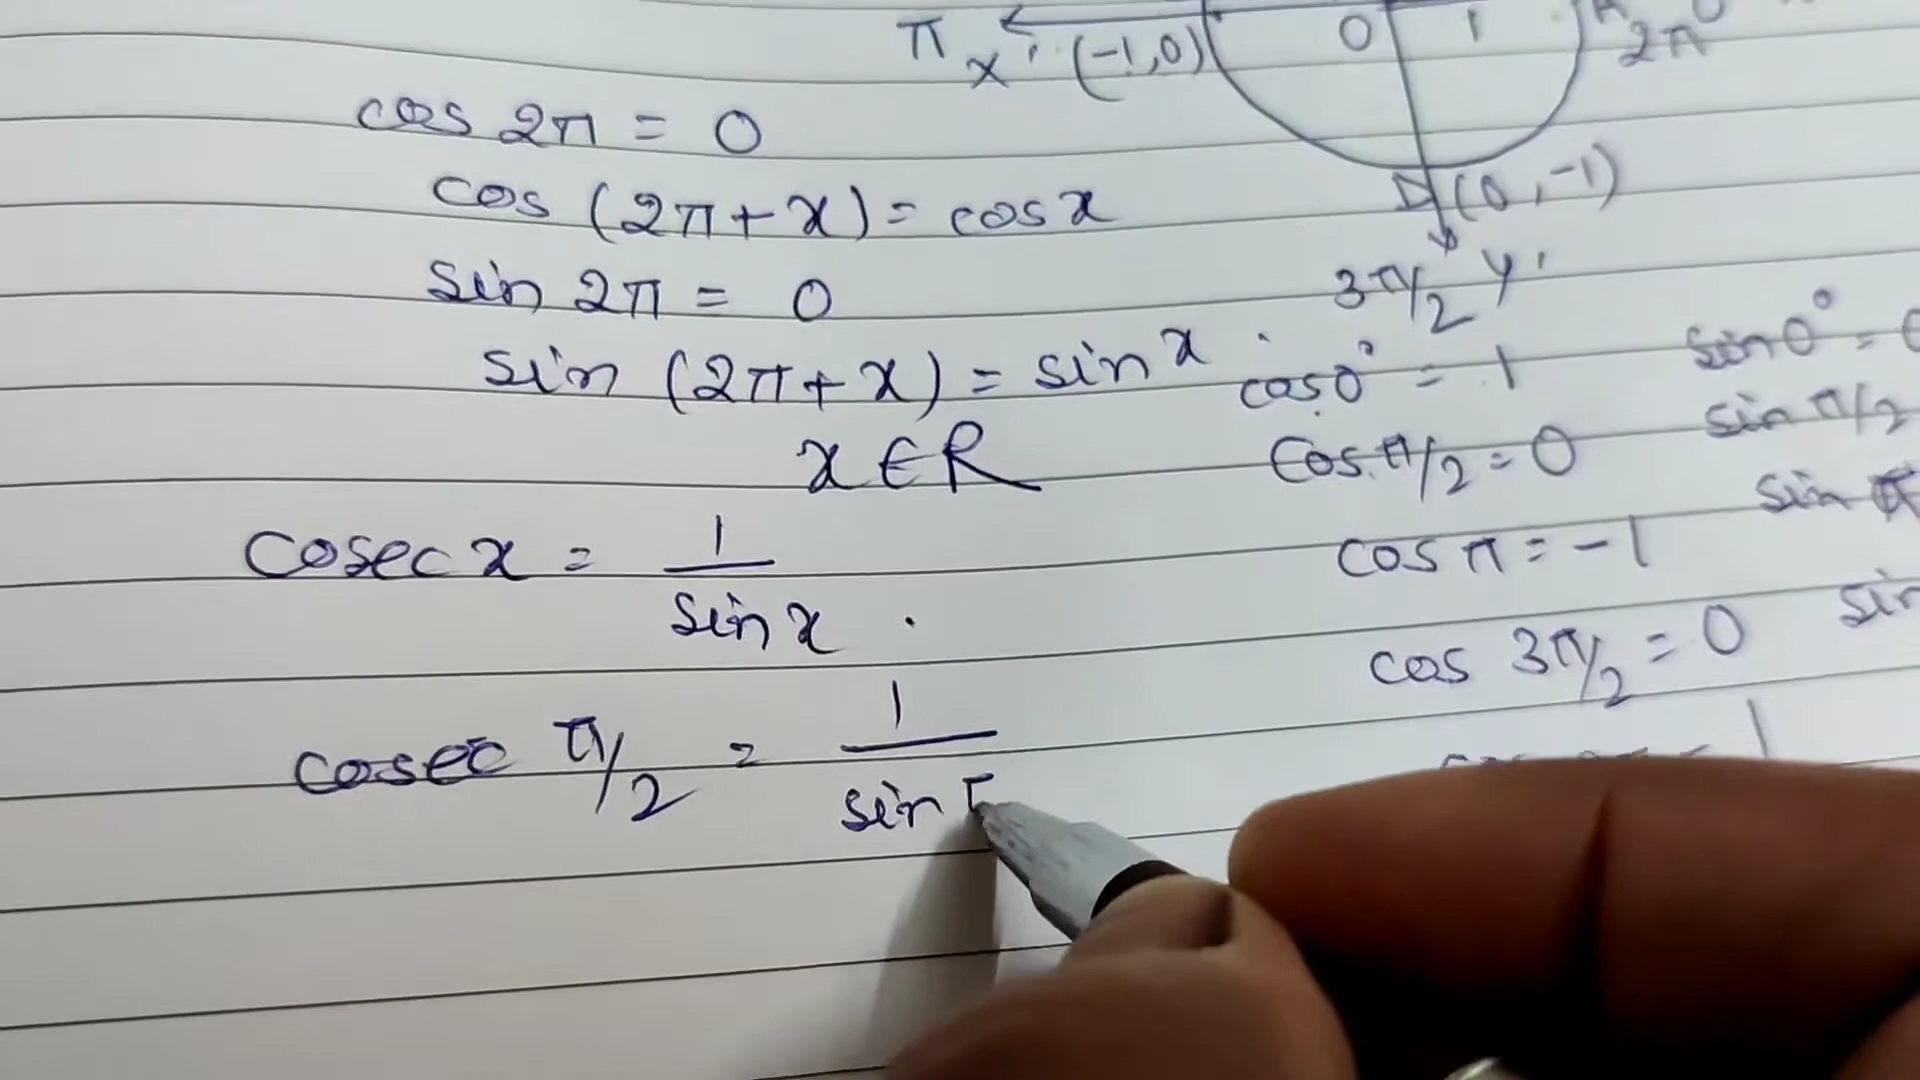 π x' (-1,0) 0 1 2π
cos 2π = 0
cos (2π + x) = cos x
(0, -1)
3π/2 y'
sin 2π = 0
sin (2π + x) = sin x .
x ∈ R
cos 0° = 1 sin 0° =
cos π/2 = 0 sin π/2
cos π = -1 sin π
cos 3π/2 = 0 sin
cosec x = 1/sin x .
cosec π/2 = 1/sin